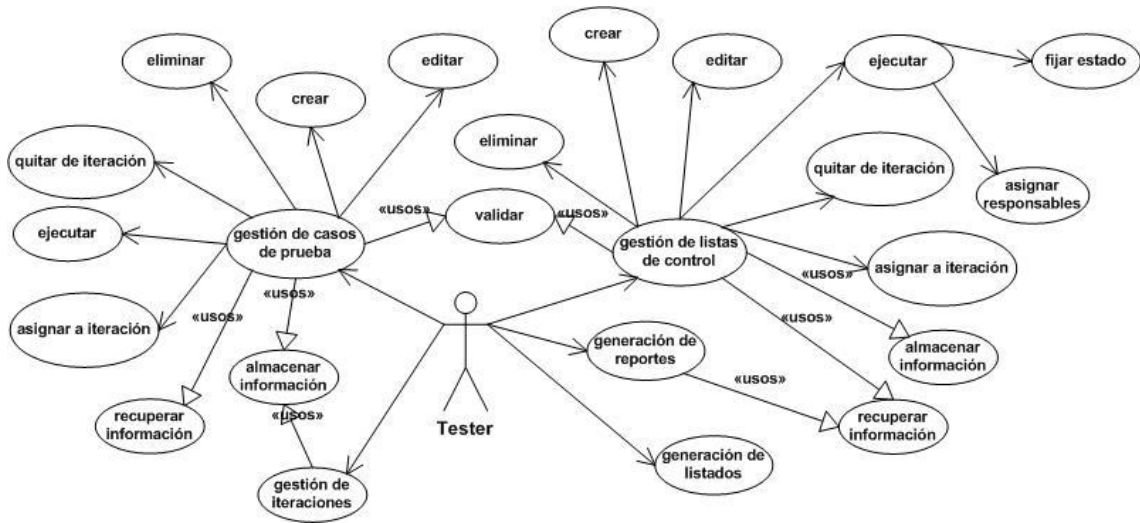 crear
eliminar
editar
editar
ejecutar
fijar estado
crear
eliminar
quitar de iteración
quitar de iteración
asignar
responsables
«usos»
validar
«usos»
ejecutar
gestión de casos
de prueba
gestión de listas
de control
«usos»
asignar a iteración
«usos»
«usos»
asignar a iteración
«usos»
generación de
reportes
almacenar
información
almacenar
información
«usos»
recuperar
información
«usos»
Tester
recuperar
información
generación de
listados
gestión de
iteraciones